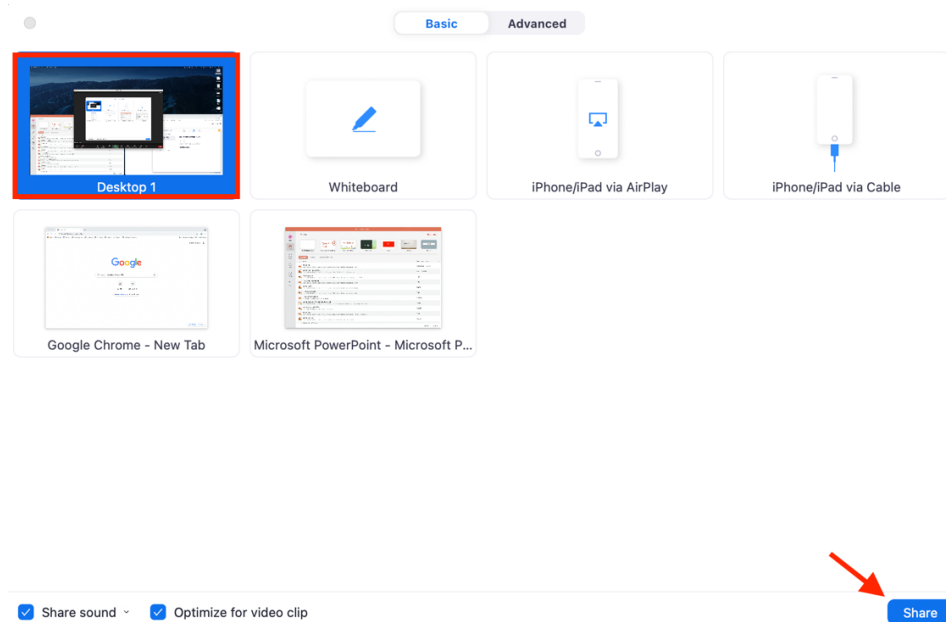 Basic Advanced
Desktop 1
Whiteboard
iPhone/iPad via AirPlay
iPhone/iPad via Cable
Google
Google Chrome - New Tab
Microsoft PowerPoint - Microsoft P...
Share sound
Optimize for video clip
Share